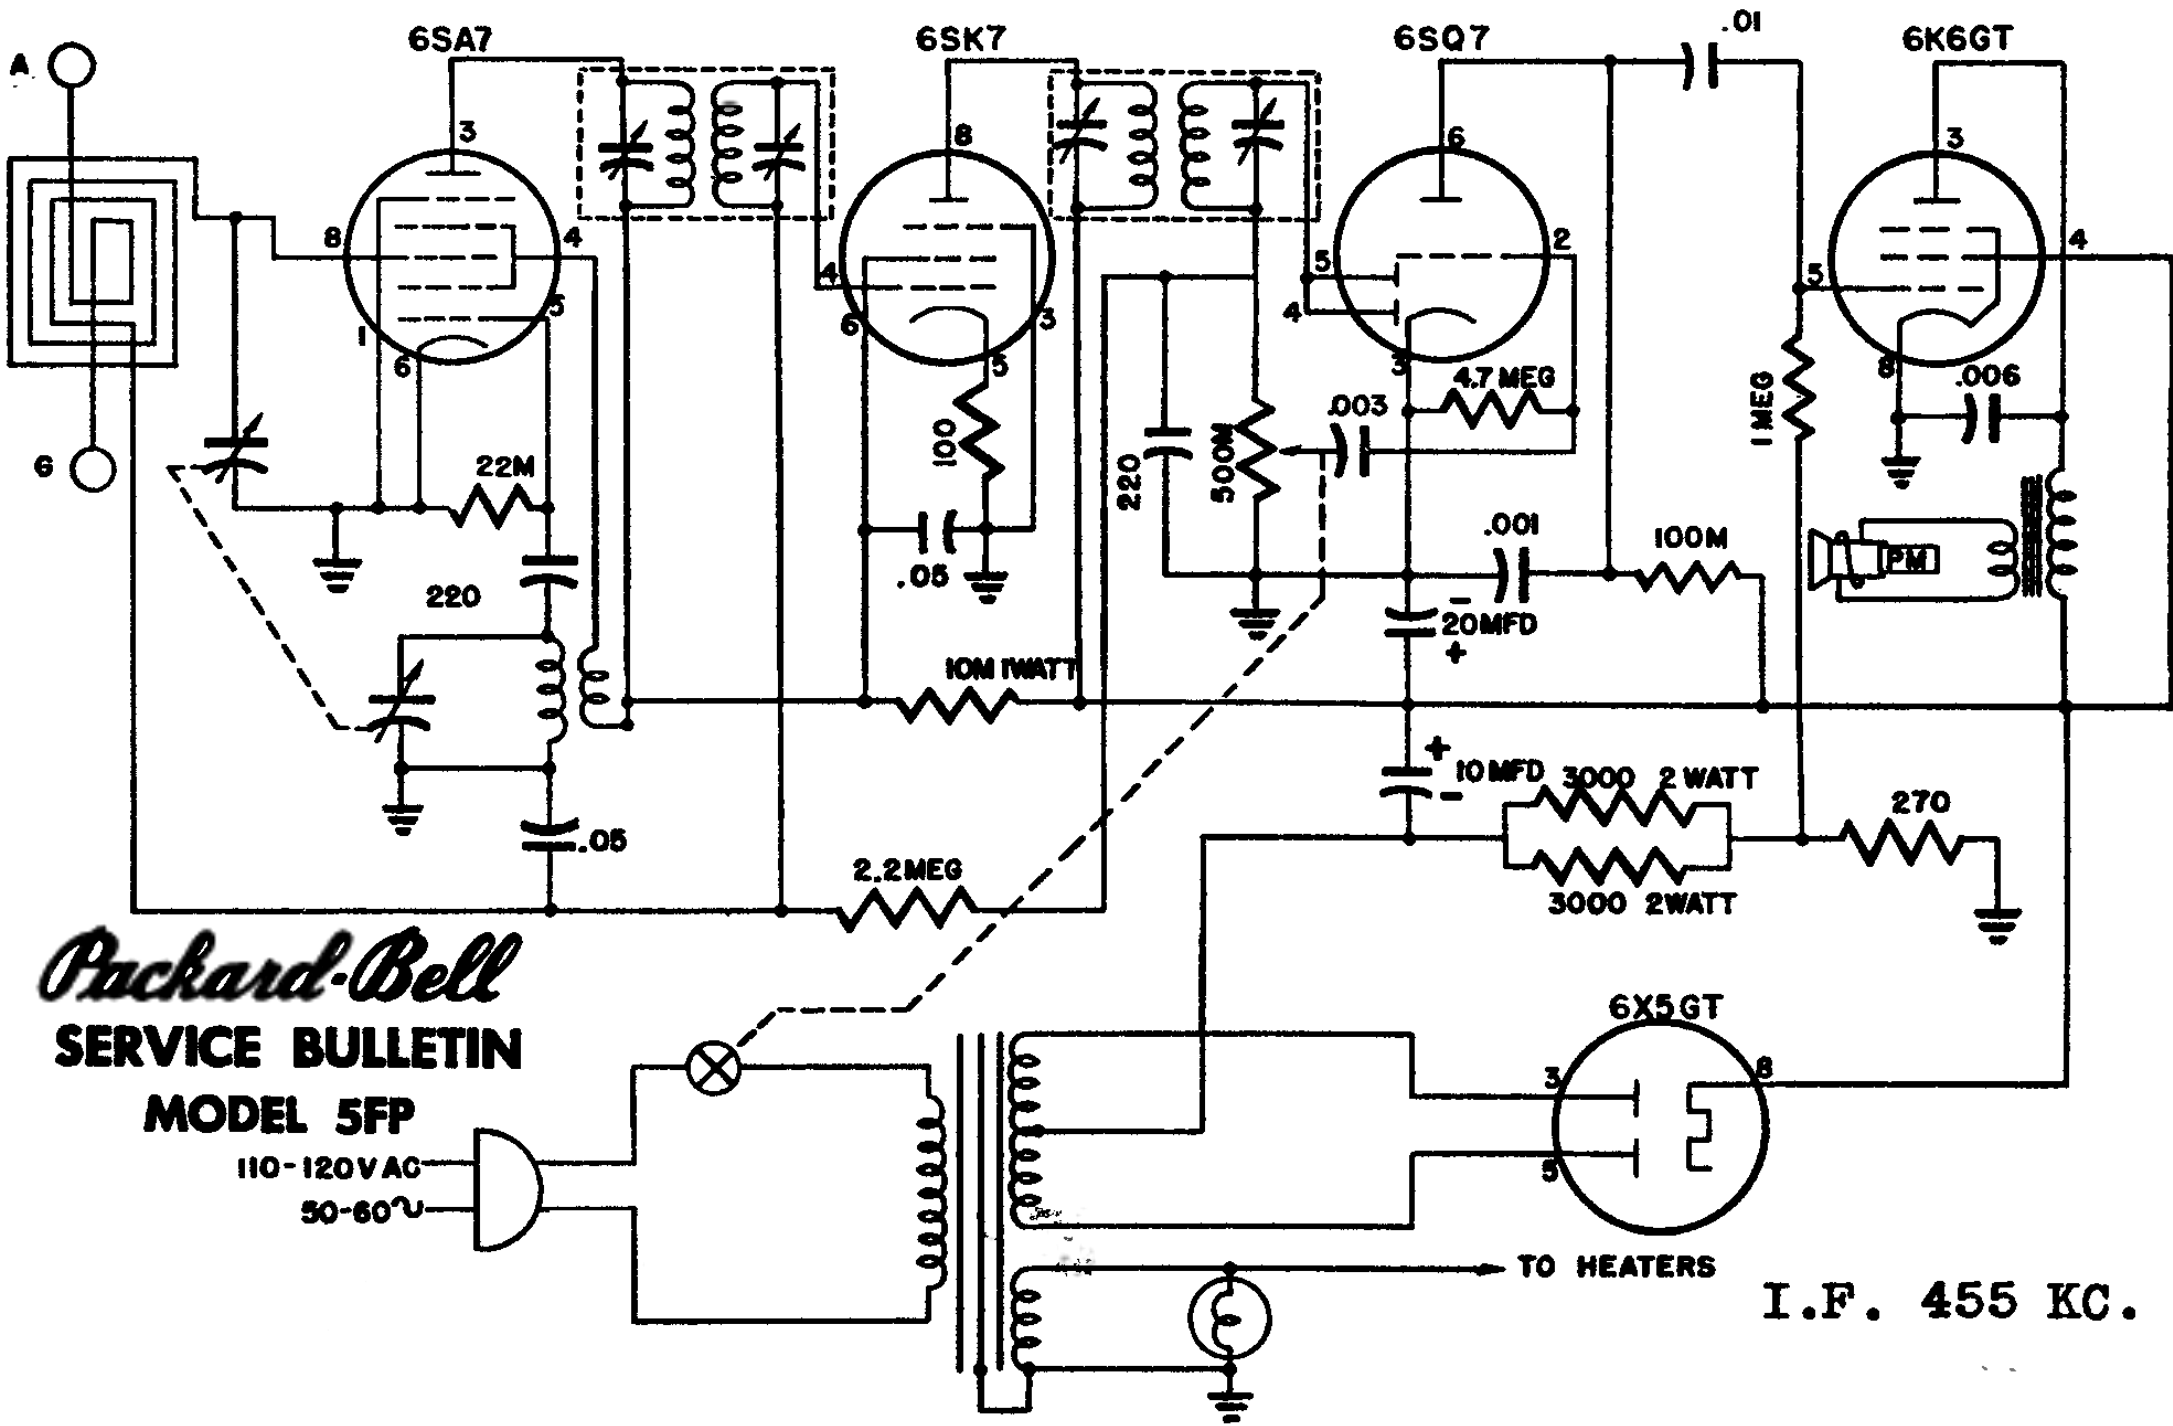 6SA7
6SK7
6SQ7
.01
6K6GT
A
3
8
6
3
8
4
5
1
6
4
6
3
5
5
4
2
3
4
5
8
4.7 MEG
.003
.006
1 MEG
G
22M
100
220
500M
220
.05
.001
100M
PM
-
20MFD
+
10M 1WATT
+
10MFD
-
3000 2 WATT
270
.05
2.2MEG
3000 2WATT
Packard-Bell
SERVICE BULLETIN
MODEL 5FP
110-120V AC
50-60~
6X5GT
3
8
5
TO HEATERS
I.F. 455 KC.